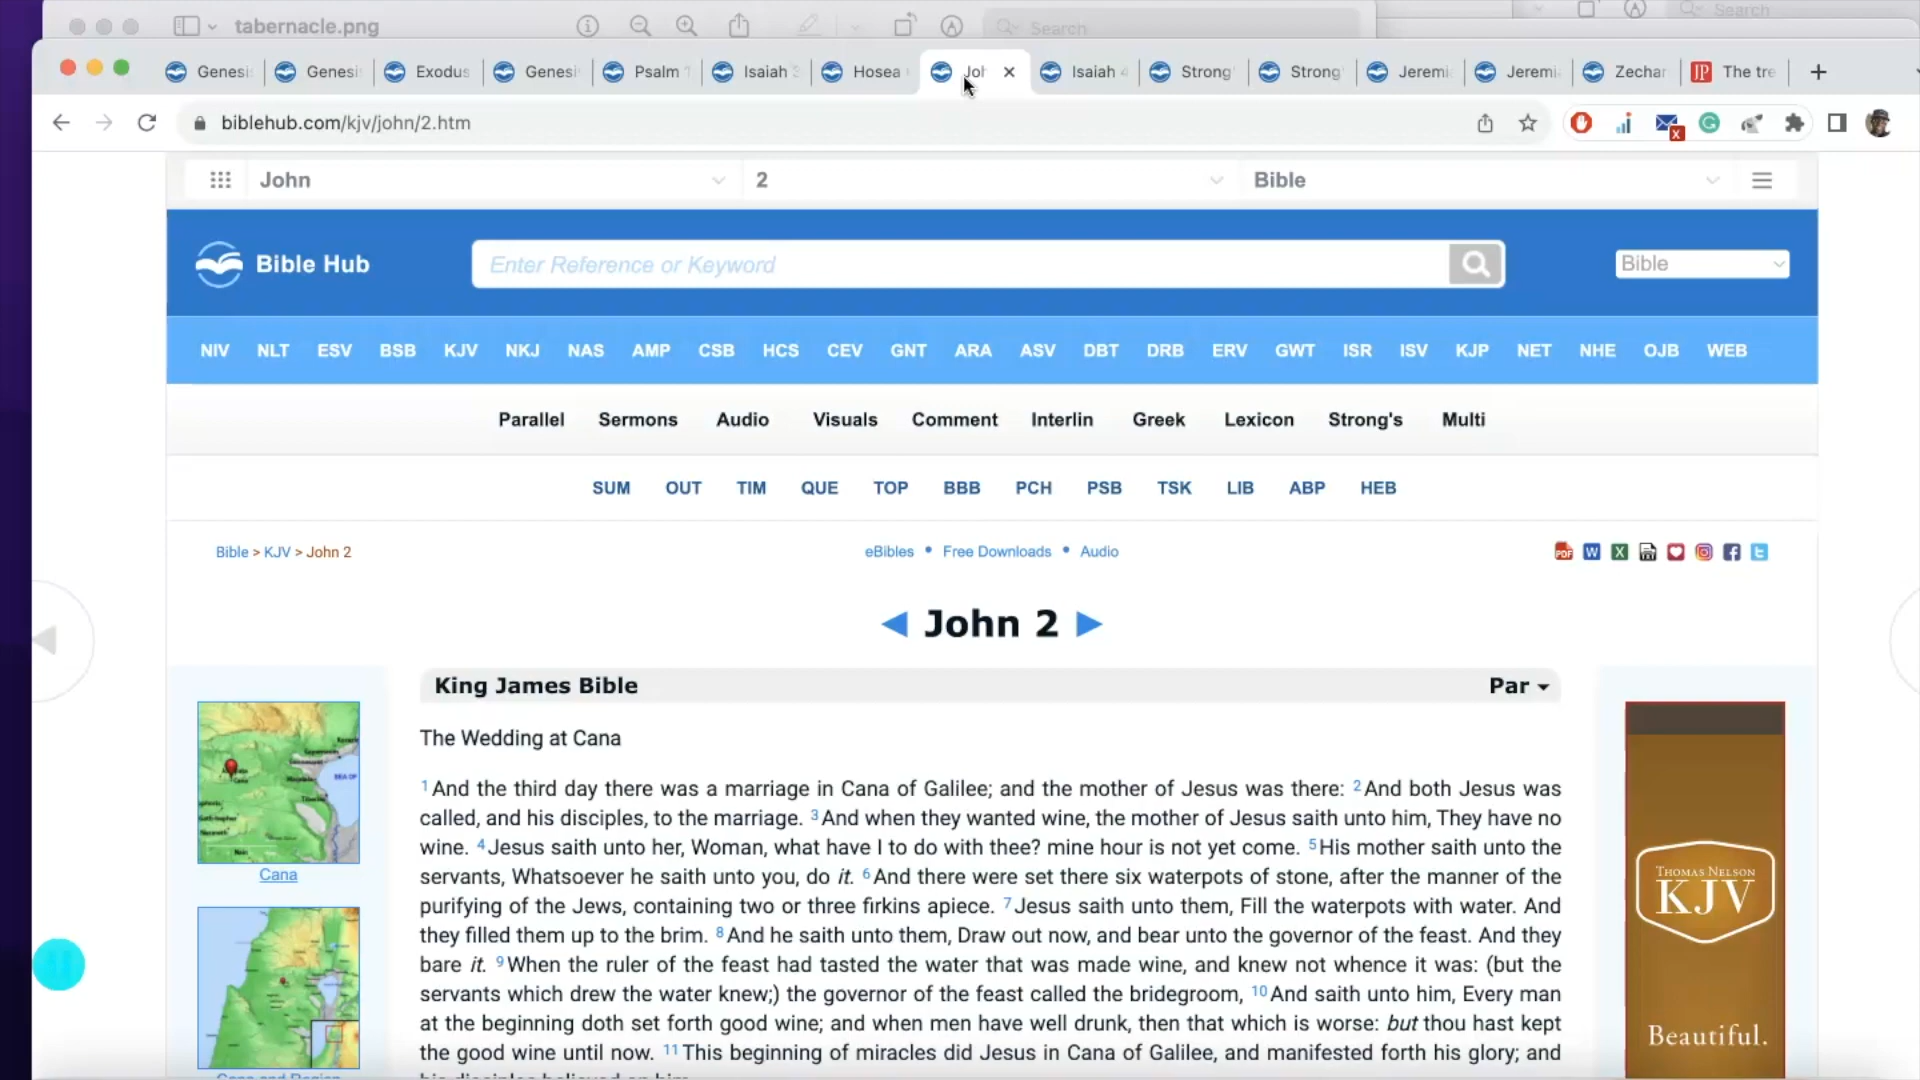 tabernacle.png
Search
Search
Genesis
Genesi
Exodus
Genesi
Psalm
Isaiah
Hosea
Joh
Isaiah
Strong'
Strong'
Jeremi
Jeremi
Zechar
JP The tre
biblehub.com/kjv/john/2.htm
John 2 Bible
Bible Hub
Enter Reference or Keyword
Bible
NIV NLT ESV BSB KJV NKJ NAS AMP CSB HCS CEV GNT ARA ASV DBT DRB ERV GWT ISR ISV KJP NET NHE OJB WEB
Parallel Sermons Audio Visuals Comment Interlin Greek Lexicon Strong's Multi
SUM OUT TIM QUE TOP BBB PCH PSB TSK LIB ABP HEB
Bible > KJV > John 2
eBibles • Free Downloads • Audio
◄ John 2 ►
King James Bible Par
The Wedding at Cana
1 And the third day there was a marriage in Cana of Galilee; and the mother of Jesus was there: 2 And both Jesus was
called, and his disciples, to the marriage. 3 And when they wanted wine, the mother of Jesus saith unto him, They have no
wine. 4 Jesus saith unto her, Woman, what have I to do with thee? mine hour is not yet come. 5 His mother saith unto the
servants, Whatsoever he saith unto you, do it. 6 And there were set there six waterpots of stone, after the manner of the
purifying of the Jews, containing two or three firkins apiece. 7 Jesus saith unto them, Fill the waterpots with water. And
they filled them up to the brim. 8 And he saith unto them, Draw out now, and bear unto the governor of the feast. And they
bare it. 9 When the ruler of the feast had tasted the water that was made wine, and knew not whence it was: (but the
servants which drew the water knew;) the governor of the feast called the bridegroom, 10 And saith unto him, Every man
at the beginning doth set forth good wine; and when men have well drunk, then that which is worse: but thou hast kept
the good wine until now. 11 This beginning of miracles did Jesus in Cana of Galilee, and manifested forth his glory; and
his disciples believed on him.
Cana
Cana and Region
THOMAS NELSON
KJV
Beautiful.